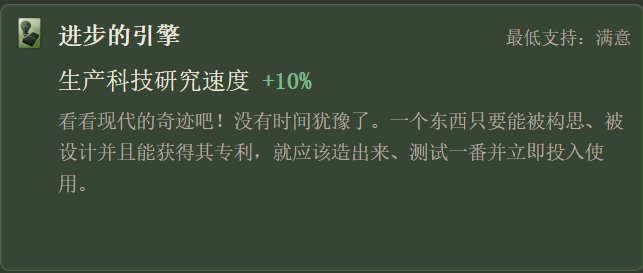 进步的引擎
最低支持：满意
生产科技研究速度 +10%
看看现代的奇迹吧！没有时间犹豫了。一个东西只要能被构思、被
设计并且能获得其专利，就应该造出来、测试一番并立即投入使
用。